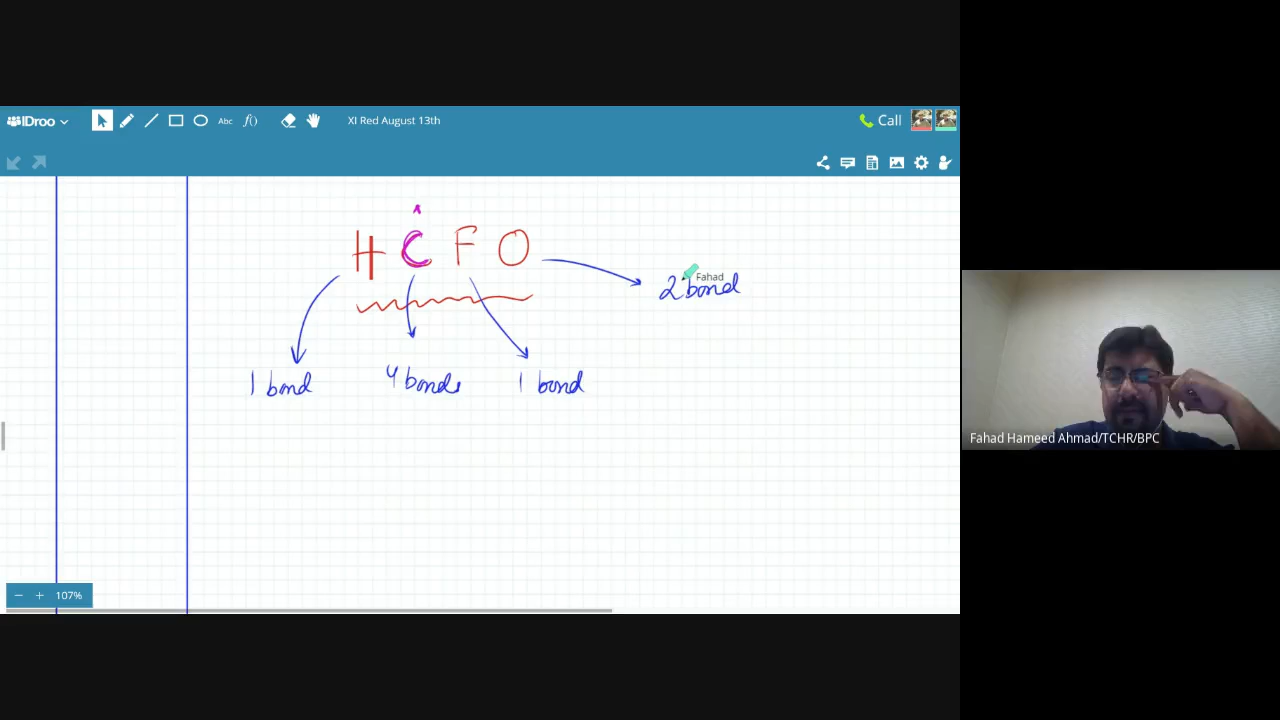 IDroo
Abc
f()
XI Red August 13th
Call
H C F O
Fahad
2 bond
1 bond
4 bonds
1 bond
Fahad Hameed Ahmad/TCHR/BPC
107%